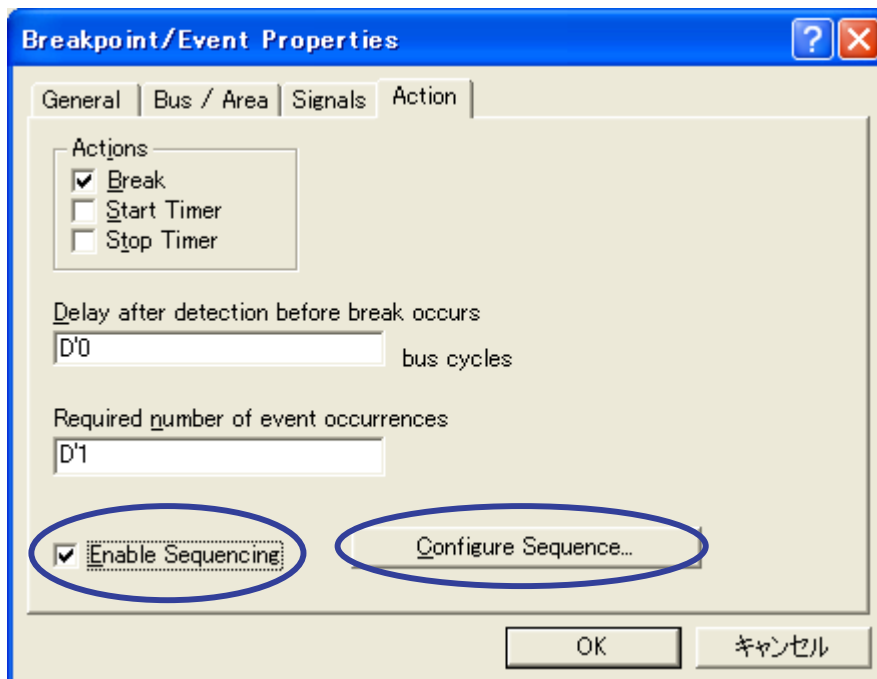 Breakpoint/Event Properties
General Bus / Area Signals Action
Actions
Break
Start Timer
Stop Timer
Delay after detection before break occurs
D'0 bus cycles
Required number of event occurrences
D'1
Enable Sequencing Configure Sequence...
OK キャンセル